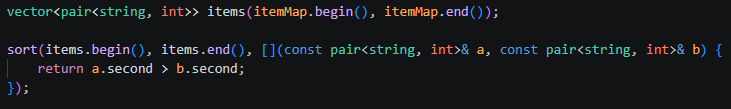 vector<pair<string, int>> items(itemMap.begin(), itemMap.end());
sort(items.begin(), items.end(), [](const pair<string, int>& a, const pair<string, int>& b) {
    return a.second > b.second;
});